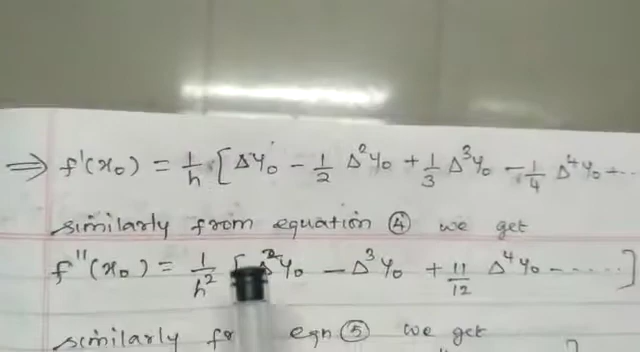 ⇒ f'(x₀) = 1/h [Δy₀ - 1/2 Δ²y₀ + 1/3 Δ³y₀ - 1/4 Δ⁴y₀ + ...
similarly from equation ④ we get
f''(x₀) = 1/h² [Δ²y₀ - Δ³y₀ + 11/12 Δ⁴y₀ - ......]
similarly eqn ⑤ we get